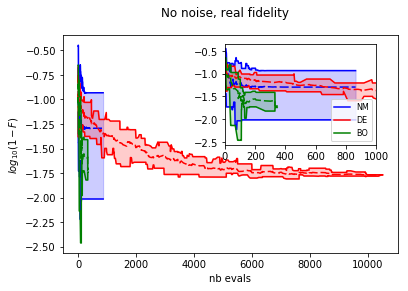 No noise, real fidelity
−0.50
−0.75
−1.00
−1.25
−1.50
−1.75
−2.00
−2.25
−2.50
log₁₀(1 − F)
0 2000 4000 6000 8000 10000
nb evals
−0.5
−1.0
−1.5
−2.0
−2.5
0 200 400 600 800 1000
NM
DE
BO